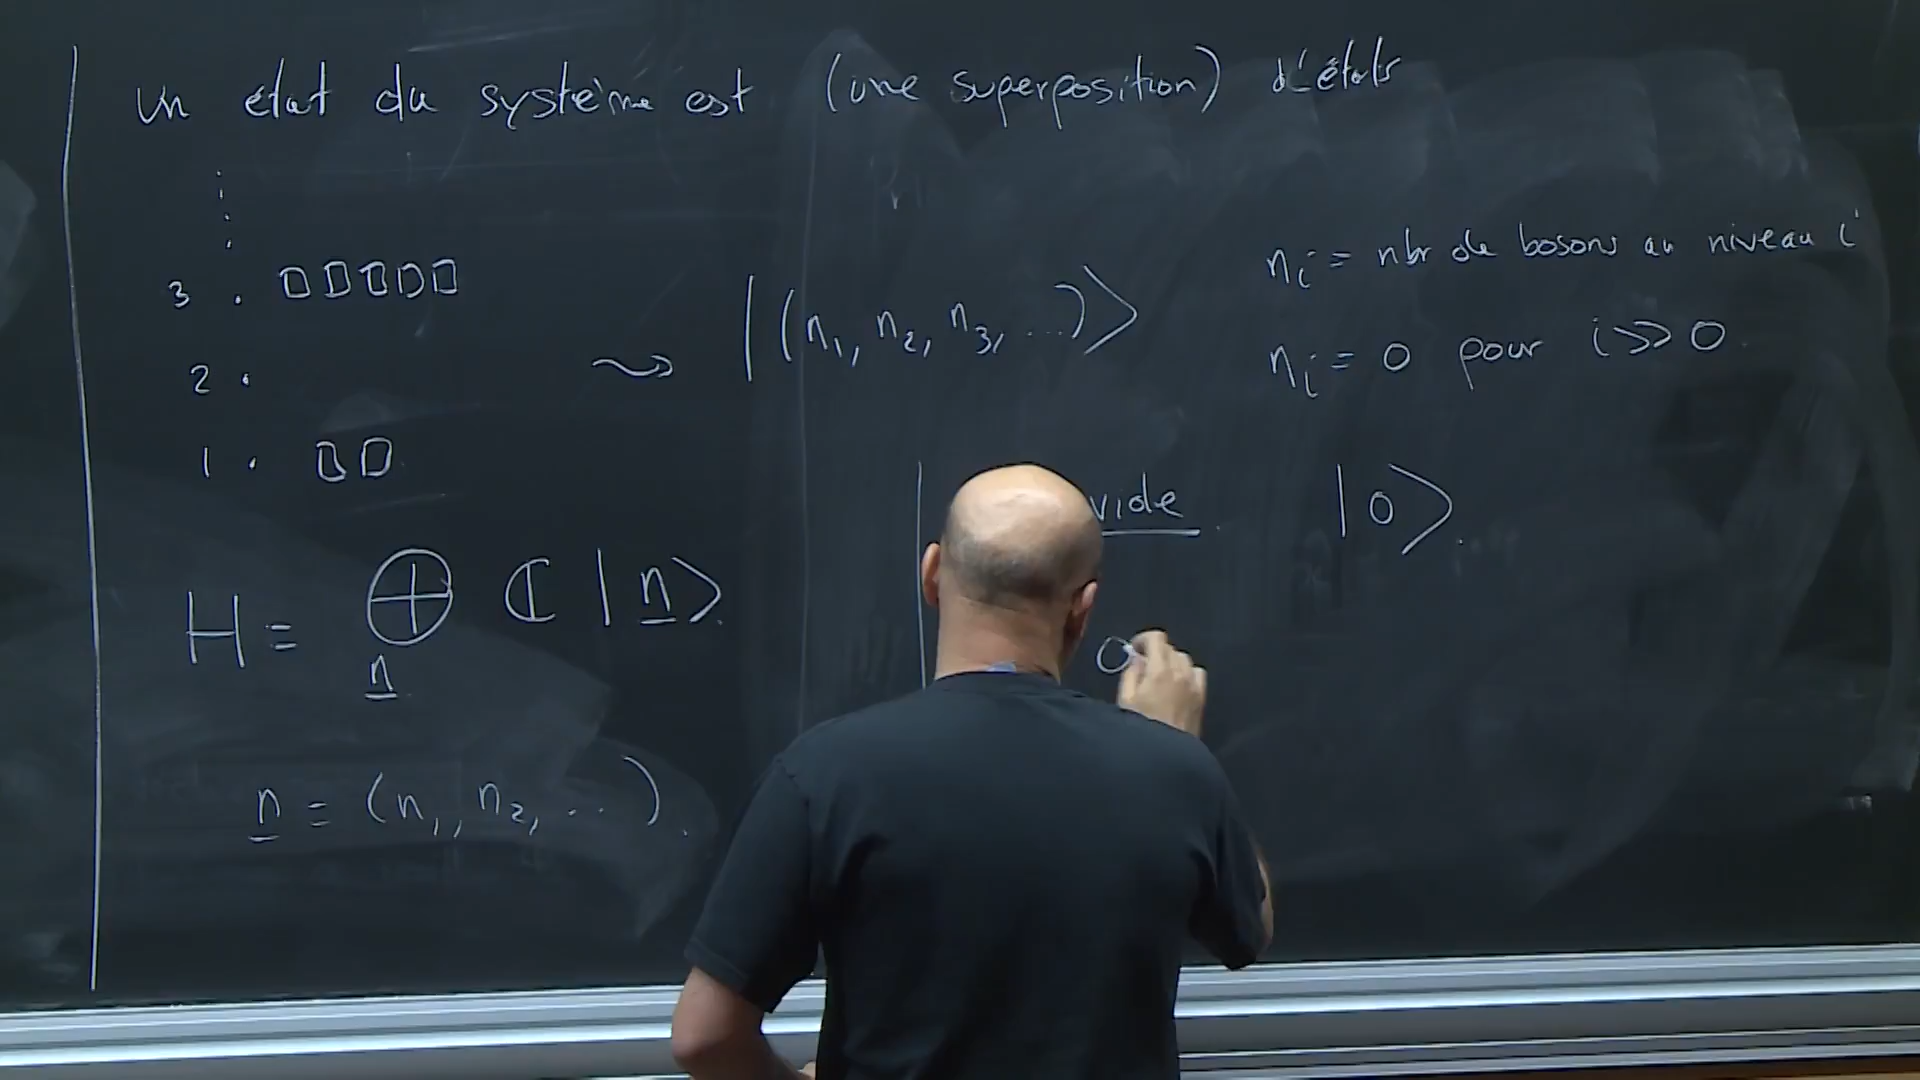 un état du système est (une superposition) d'états
⋮
3 . □□□□□
2 .
1 . □□
⇝ |(n₁, n₂, n₃, ...)⟩
nᵢ = nbr de bosons au niveau i
nᵢ = 0 pour i ≫ 0.
vide . |0⟩.
H = ⊕_n̲ ℂ |n̲⟩.
n̲ = (n₁, n₂, ...).